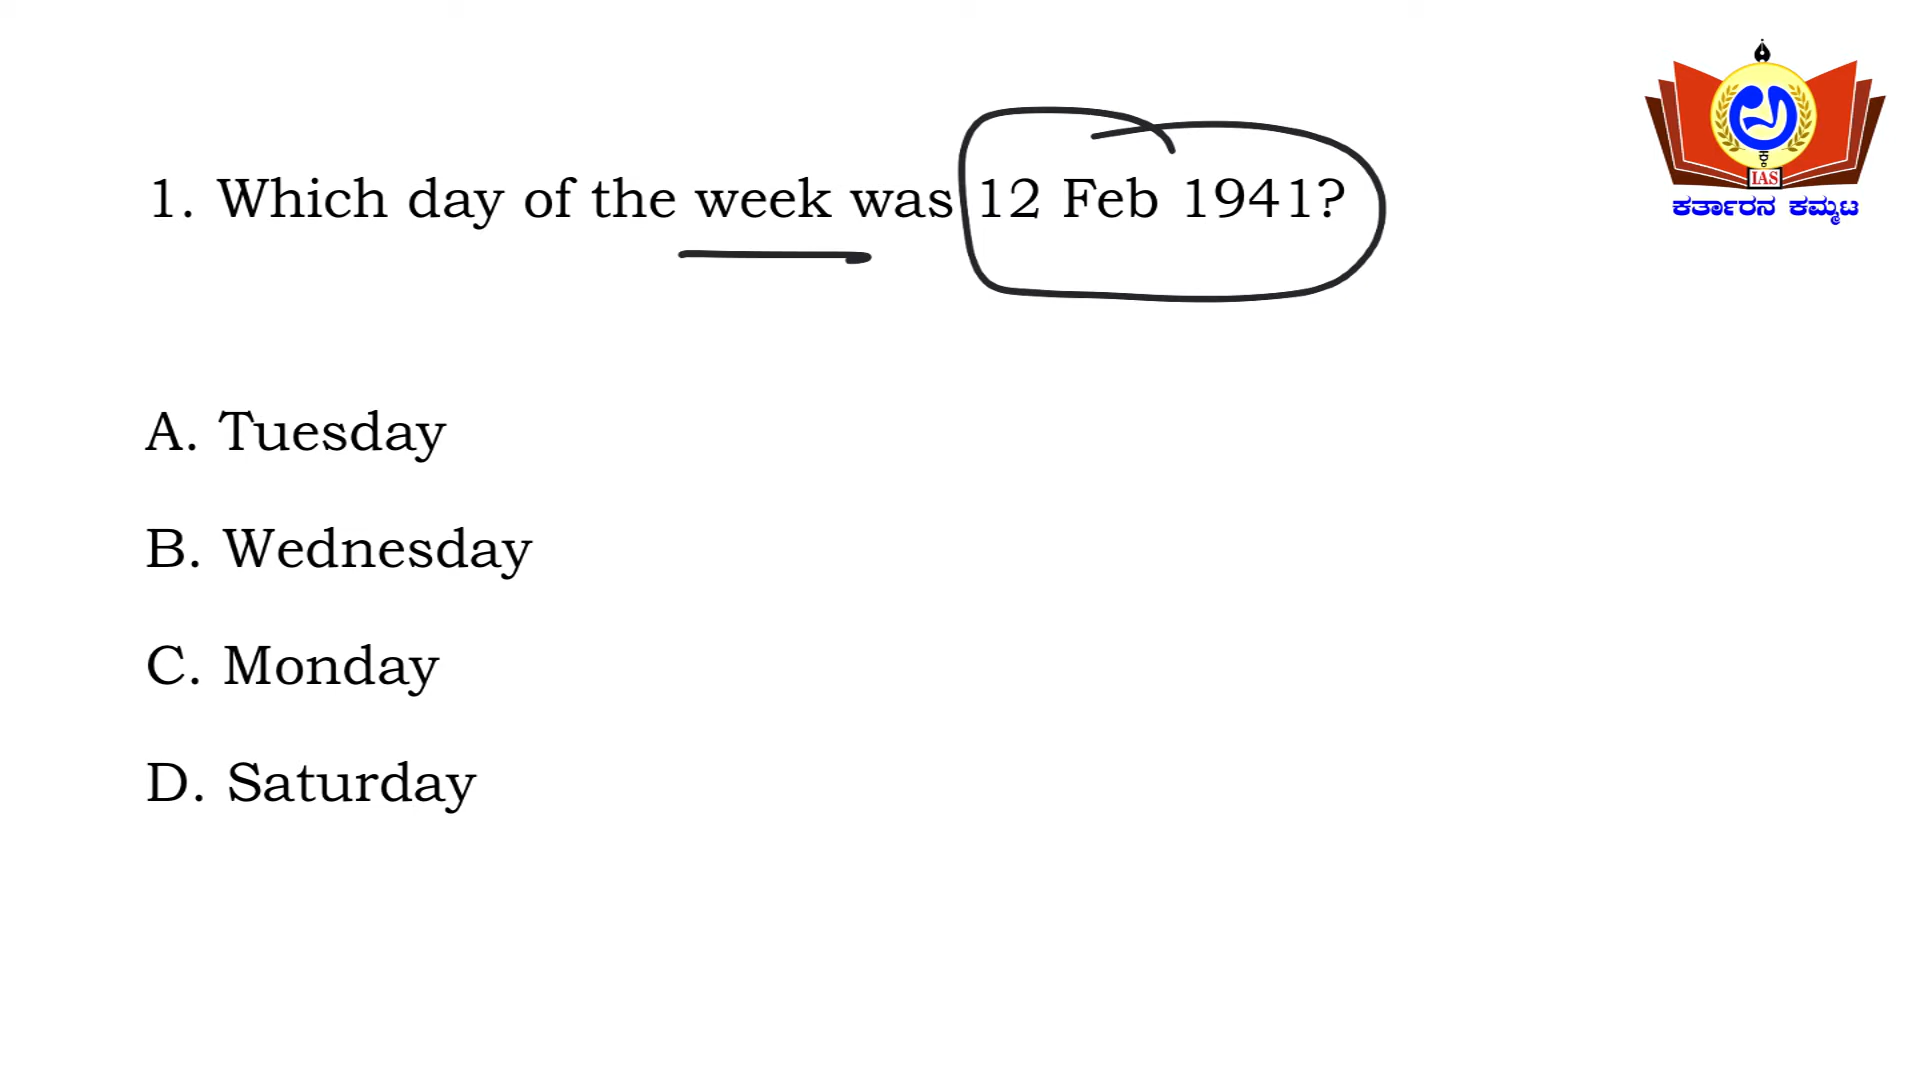 1. Which day of the week was 12 Feb 1941?
IAS
ಕರ್ತಾರನ ಕಮ್ಮಟ
A. Tuesday
B. Wednesday
C. Monday
D. Saturday